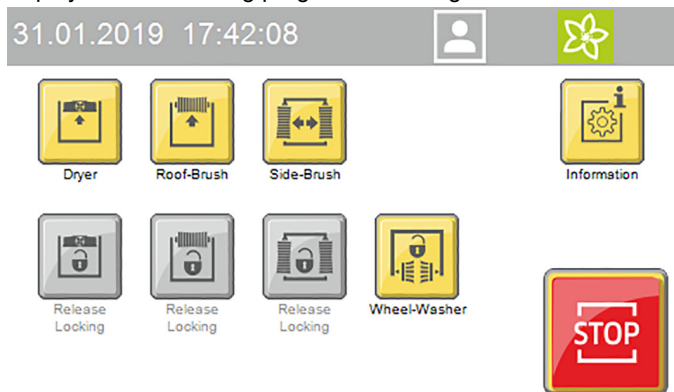 31.01.2019 17:42:08
Dryer
Roof-Brush
Side-Brush
i
Information
Release
Locking
Release
Locking
Release
Locking
Wheel-Washer
STOP